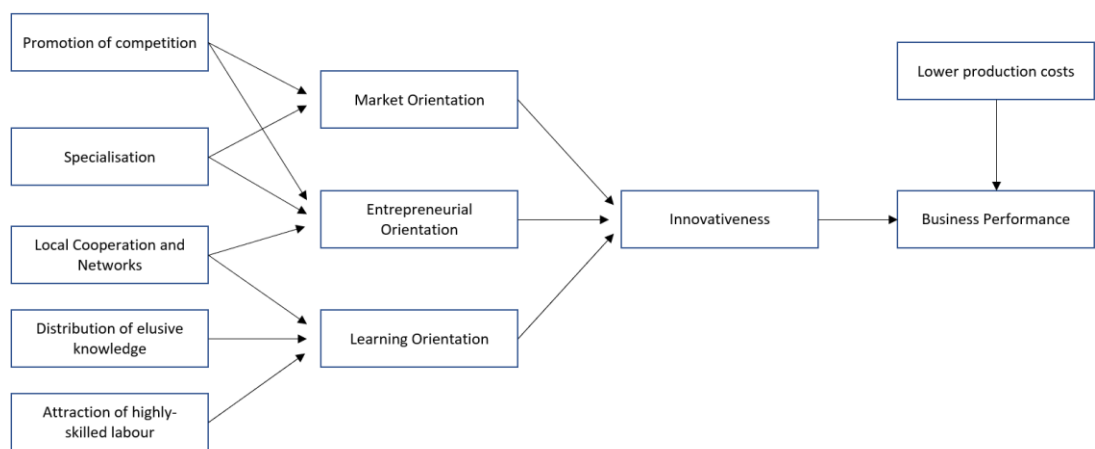 Promotion of competition
Lower production costs
Market Orientation
Specialisation
Entrepreneurial
Orientation
Innovativeness
Business Performance
Local Cooperation and
Networks
Distribution of elusive
knowledge
Learning Orientation
Attraction of highly-
skilled labour